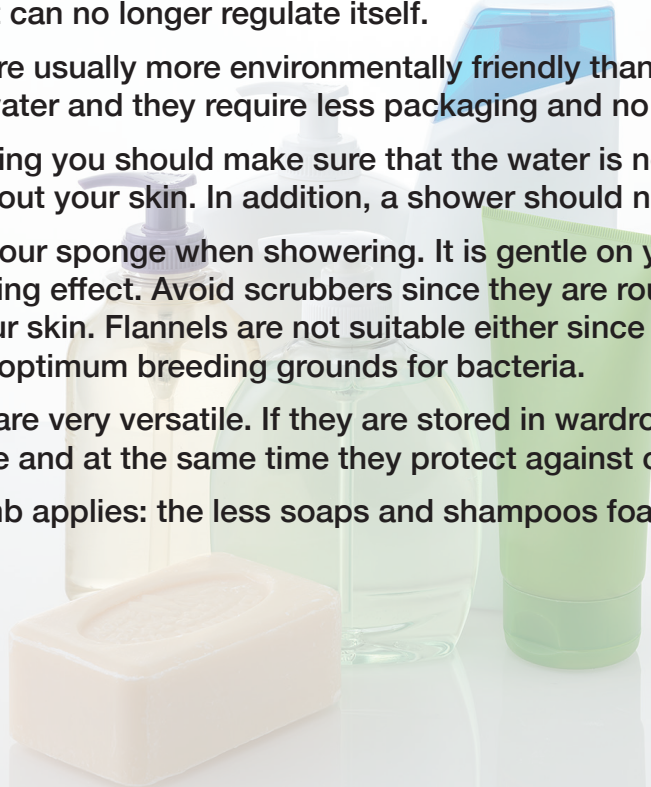 can no longer regulate itself.
re usually more environmentally friendly than
vater and they require less packaging and no
ing you should make sure that the water is n
out your skin. In addition, a shower should n
our sponge when showering. It is gentle on y
ing effect. Avoid scrubbers since they are rou
ur skin. Flannels are not suitable either since
optimum breeding grounds for bacteria.
are very versatile. If they are stored in wardro
e and at the same time they protect against
b applies: the less soaps and shampoos foa